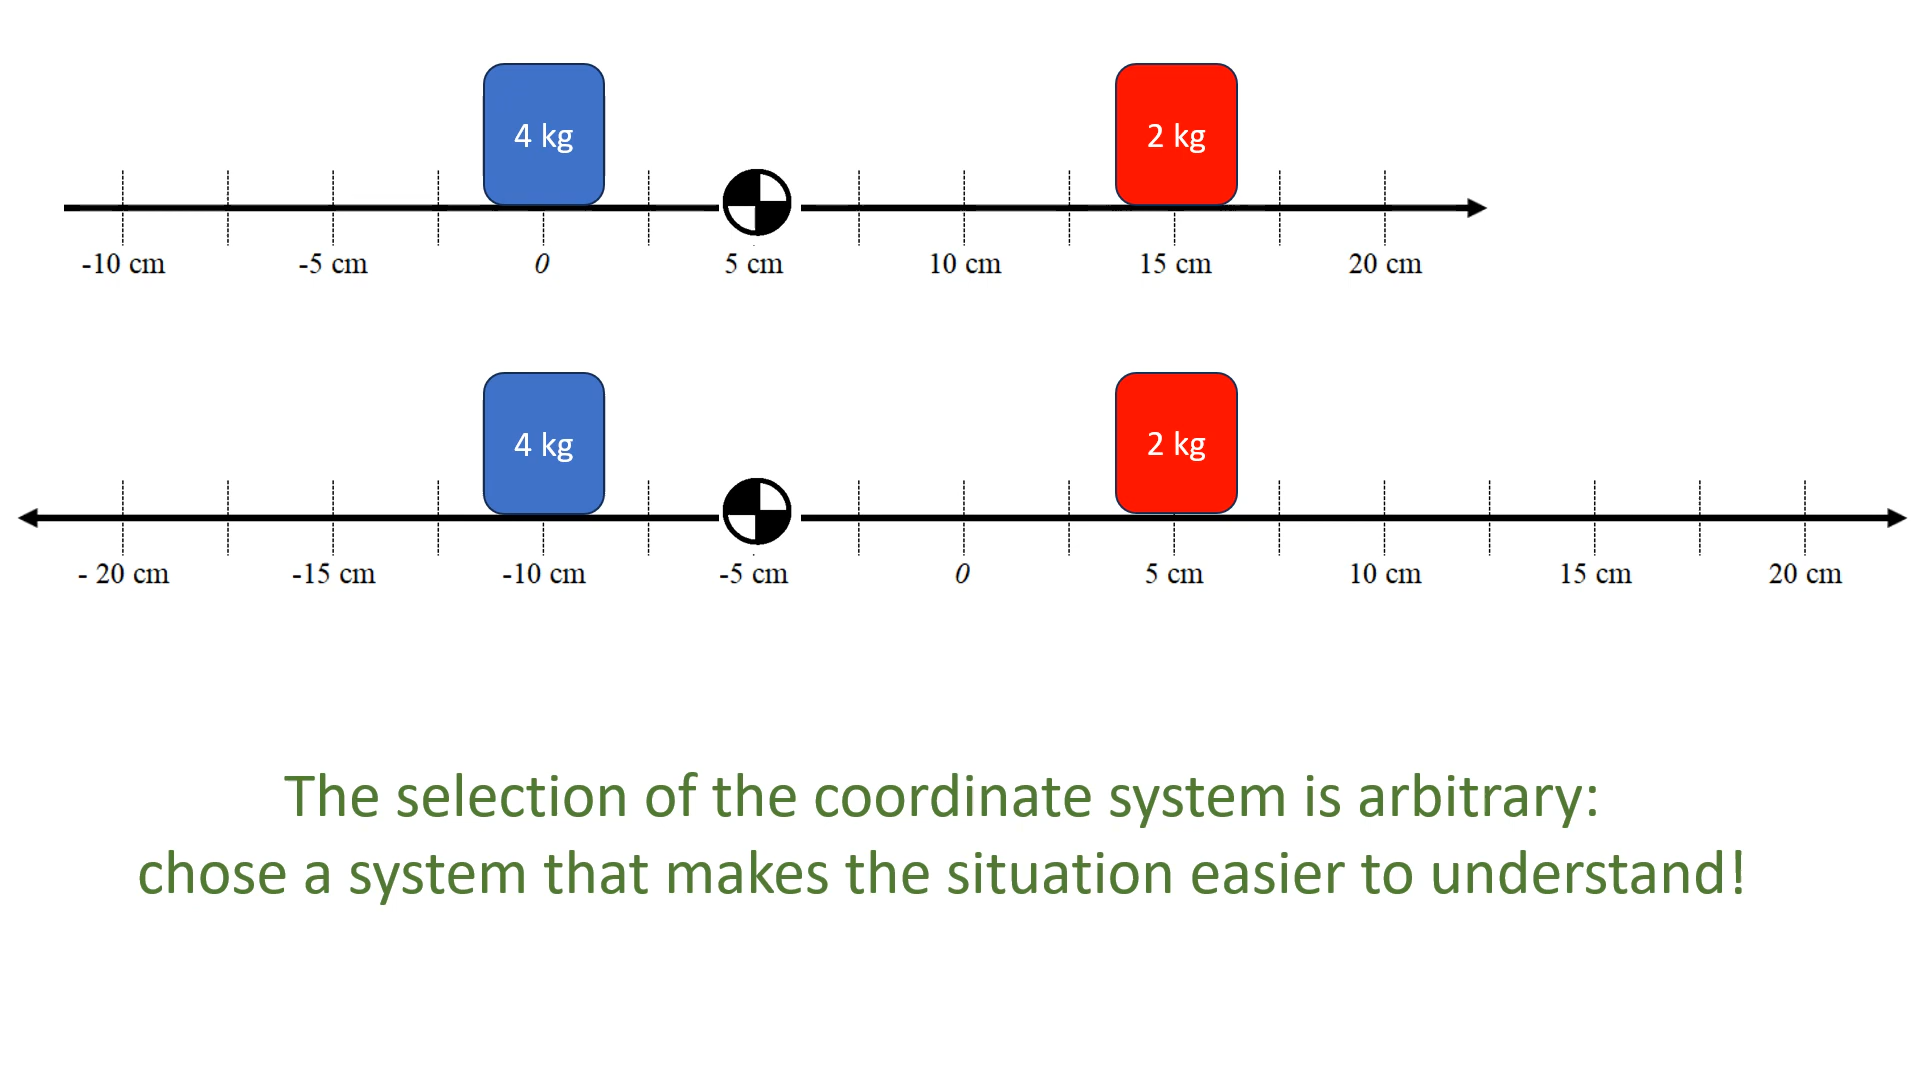 4 kg 2 kg
-10 cm -5 cm 0 5 cm 10 cm 15 cm 20 cm
4 kg 2 kg
- 20 cm -15 cm -10 cm -5 cm 0 5 cm 10 cm 15 cm 20 cm
The selection of the coordinate system is arbitrary:
chose a system that makes the situation easier to understand!